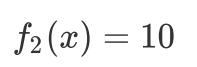 f₂(x) = 10